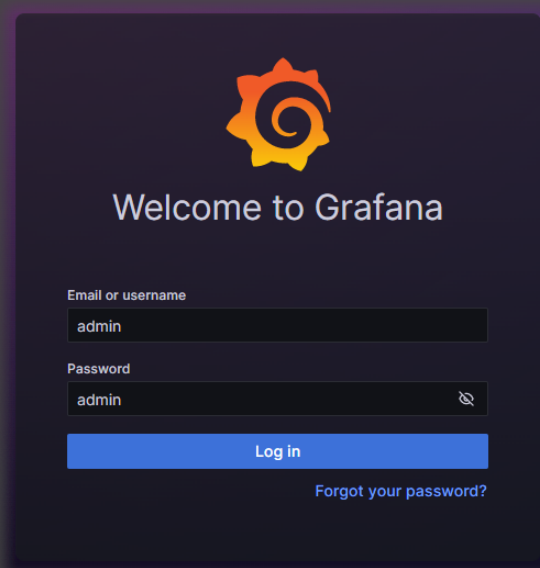 Welcome to Grafana
Email or username
admin
Password
admin
Log in
Forgot your password?